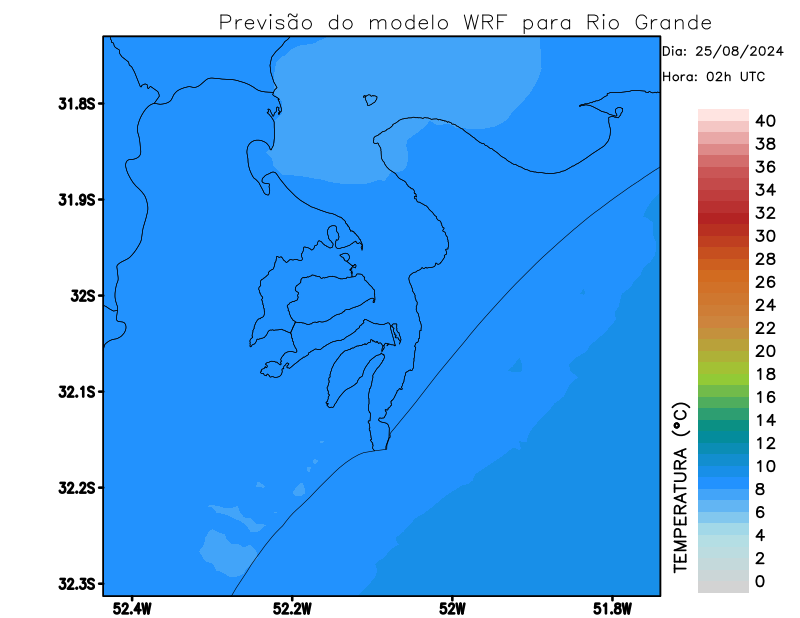 Previsão do modelo WRF para Rio Grande
Dia: 25/08/2024
Hora: 02h UTC
31.8S
31.9S
32S
32.1S
32.2S
32.3S
52.4W
52.2W
52W
51.8W
TEMPERATURA (°C)
40
38
36
34
32
30
28
26
24
22
20
18
16
14
12
10
8
6
4
2
0